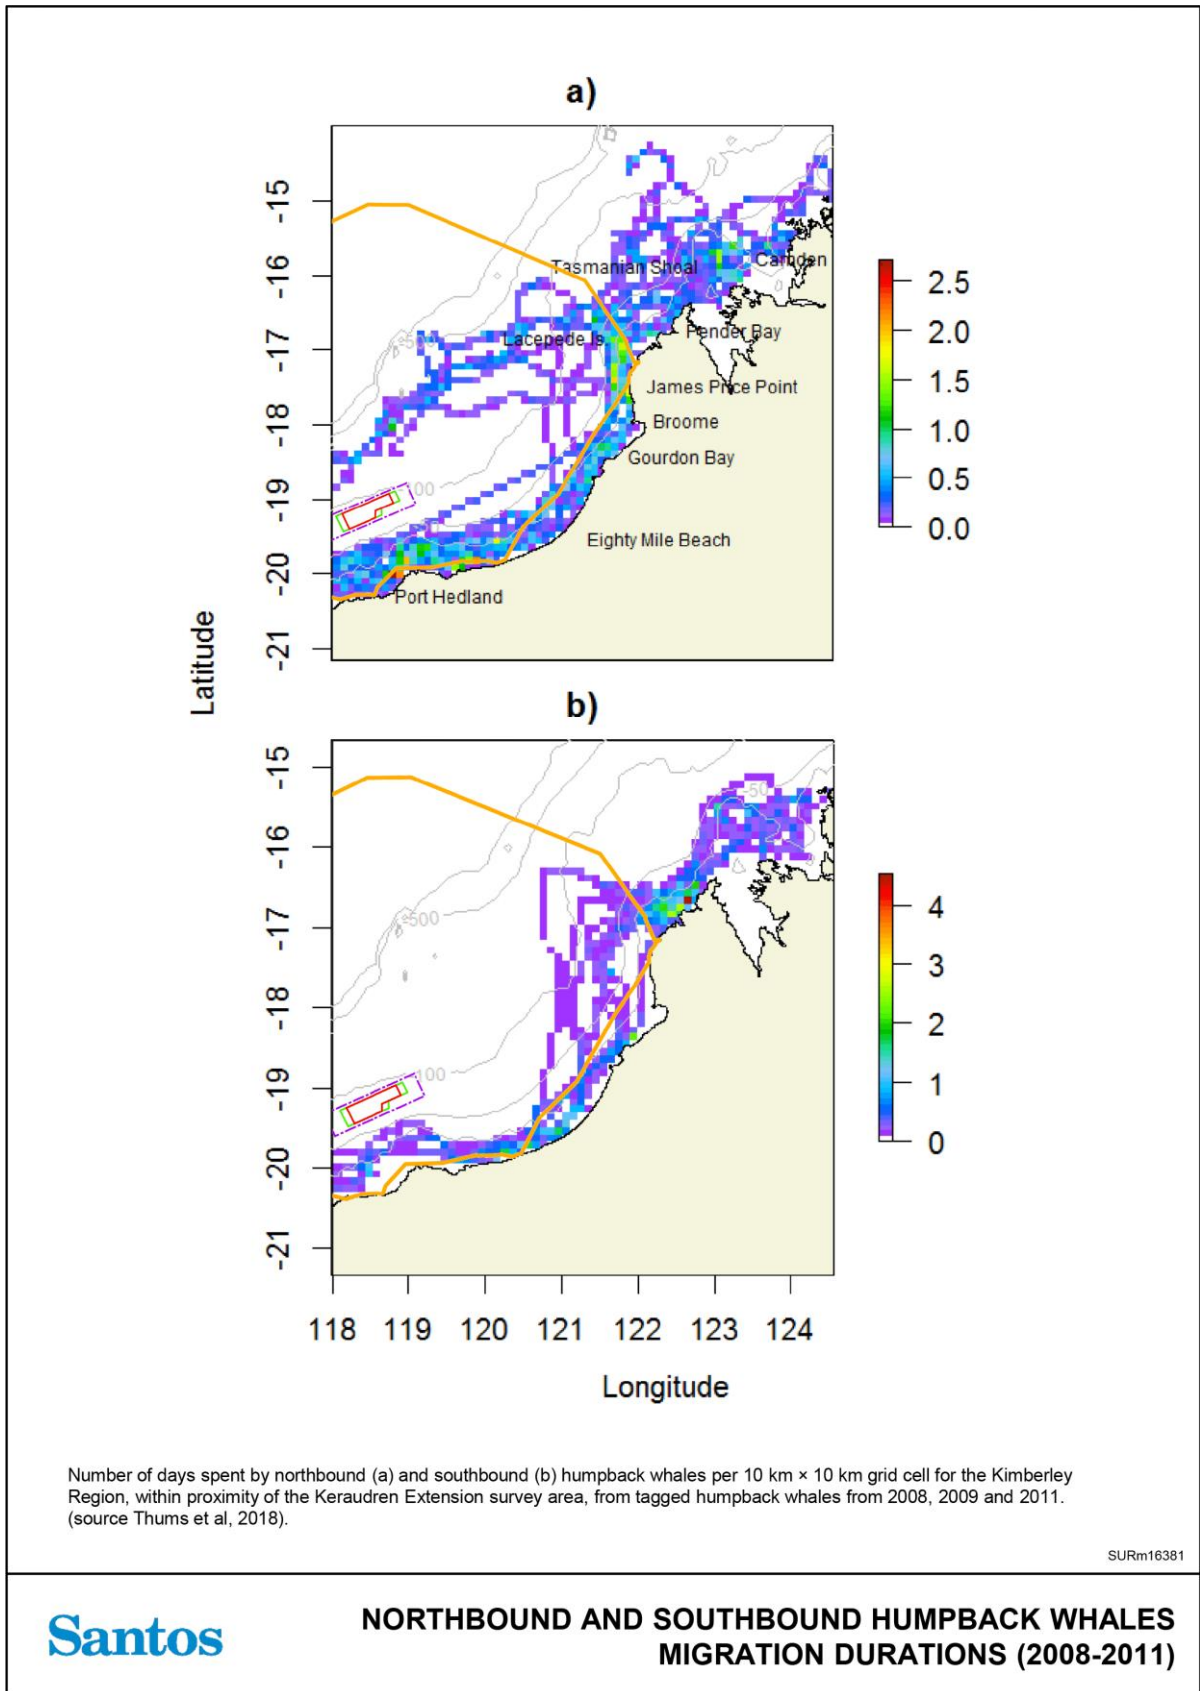 a)
-15
-16
-17
-18
-19
-20
-21
-500
-100
Tasmanian Shoal
Camden
Lacepede Is.
Pender Bay
James Price Point
Broome
Gourdon Bay
Eighty Mile Beach
Port Hedland
2.5
2.0
1.5
1.0
0.5
0.0
Latitude
b)
-15
-16
-17
-18
-19
-20
-21
-50
-500
-100
4
3
2
1
0
118 119 120 121 122 123 124
Longitude
Number of days spent by northbound (a) and southbound (b) humpback whales per 10 km × 10 km grid cell for the Kimberley
Region, within proximity of the Keraudren Extension survey area, from tagged humpback whales from 2008, 2009 and 2011.
(source Thums et al, 2018).
SURm16381
Santos
NORTHBOUND AND SOUTHBOUND HUMPBACK WHALES
MIGRATION DURATIONS (2008-2011)